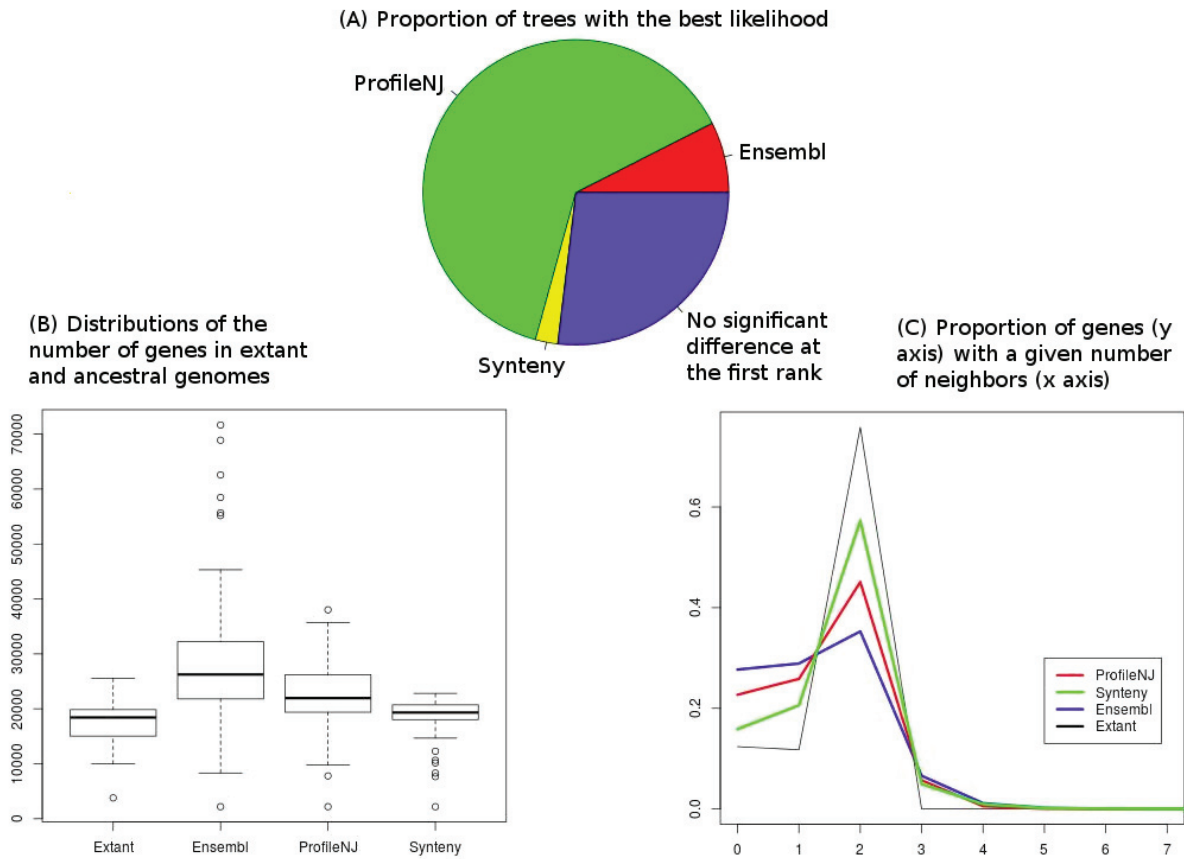 (A) Proportion of trees with the best likelihood
ProfileNJ
Ensembl
Synteny
No significant
difference at
the first rank
(B) Distributions of the
number of genes in extant
and ancestral genomes
70000
60000
50000
40000
30000
20000
10000
0
Extant
Ensembl
ProfileNJ
Synteny
(C) Proportion of genes (y
axis) with a given number
of neighbors (x axis)
0.6
0.4
0.2
0.0
ProfileNJ
Synteny
Ensembl
Extant
0 1 2 3 4 5 6 7